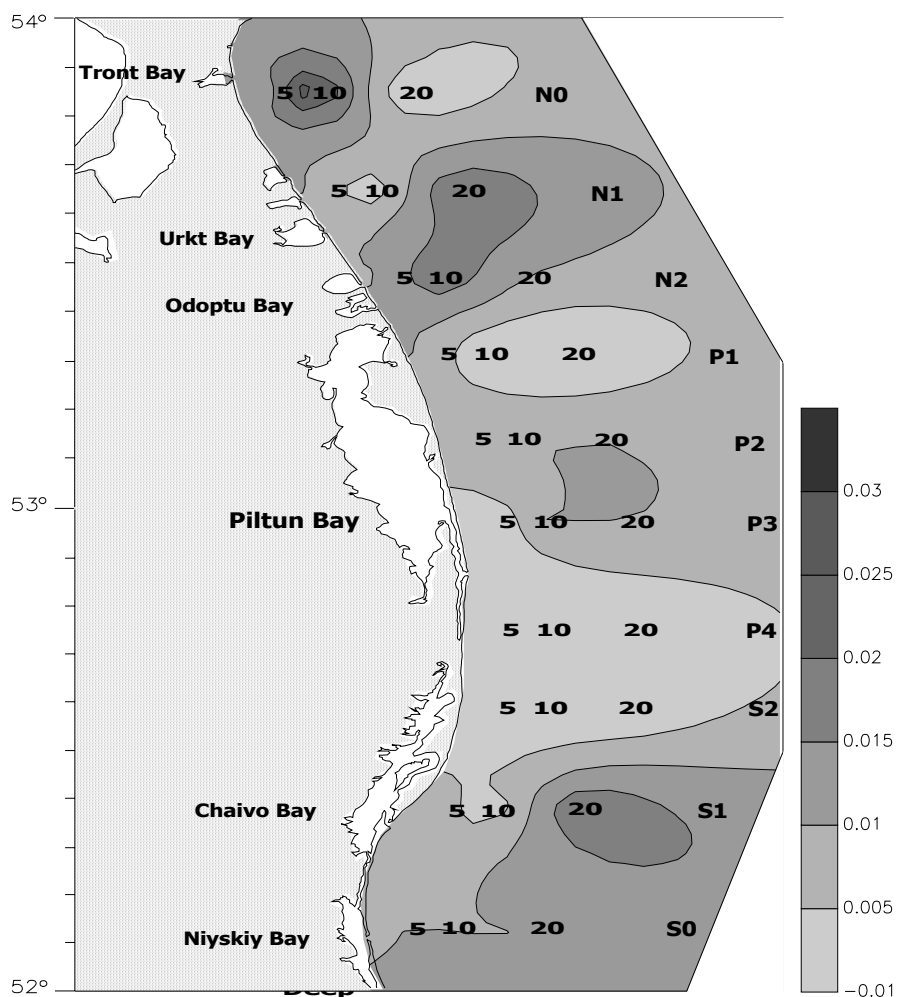 54°
Tront Bay
5 10 20 N0
5 10 20 N1
Urkt Bay
5 10 20 N2
Odoptu Bay
5 10 20 P1
5 10 20 P2
0.03
53°
Piltun Bay
5 10 20 P3
0.025
5 10 20 P4
0.02
5 10 20 S2
0.015
Chaivo Bay
5 10 20 S1
0.01
0.005
Niyskiy Bay
5 10 20 S0
52°
Deep
-0.01